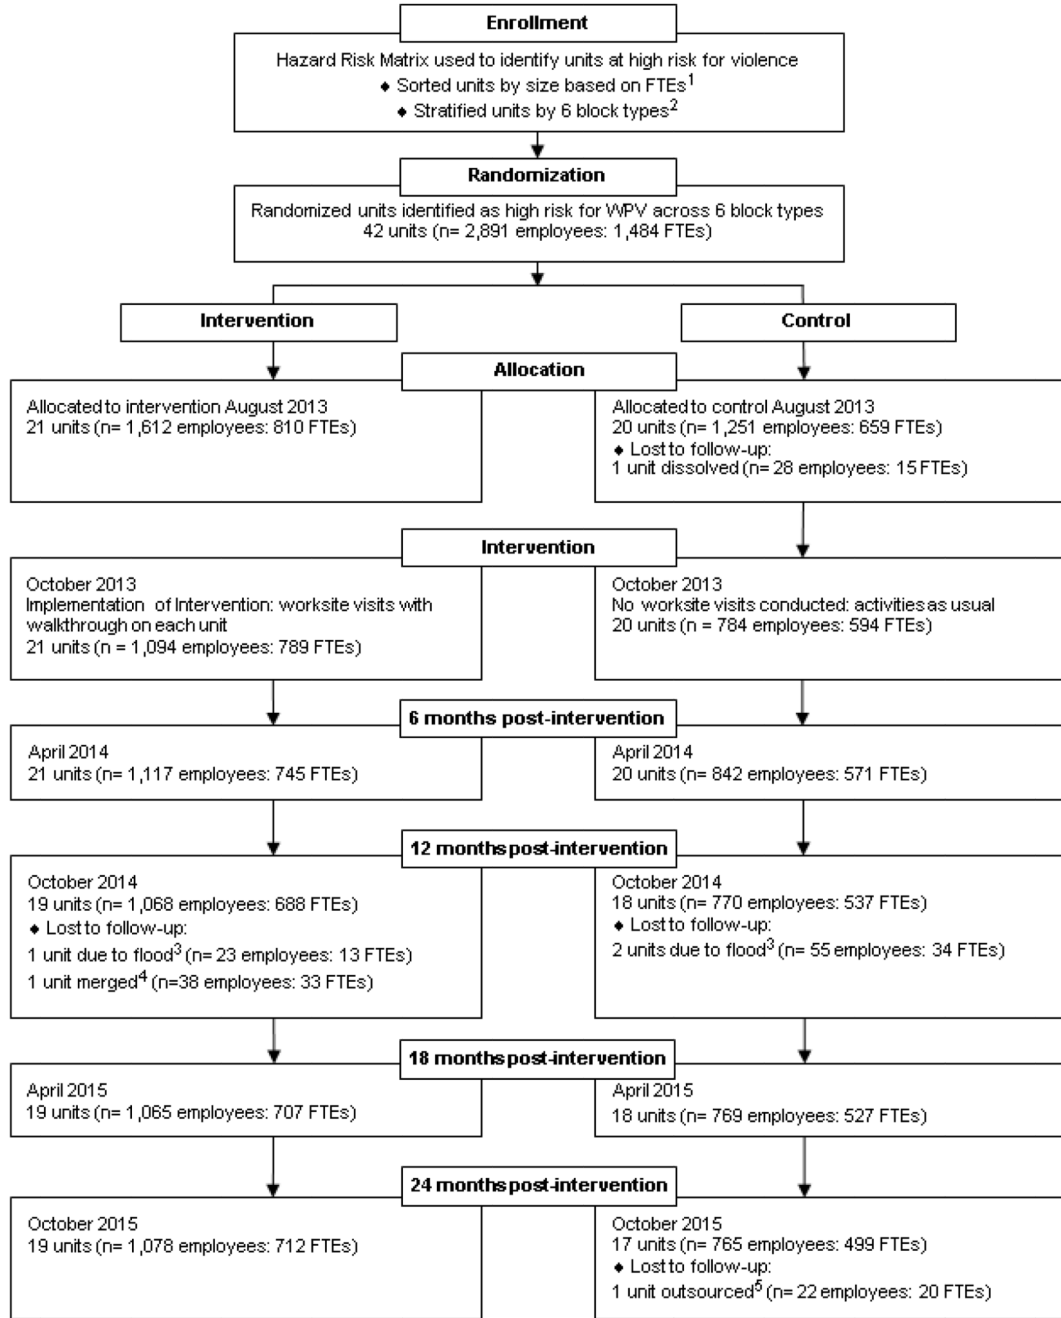 Enrollment
Hazard Risk Matrix used to identify units at high risk for violence
♦ Sorted units by size based on FTEs¹
♦ Stratified units by 6 block types²
Randomization
Randomized units identified as high risk for WPV across 6 block types
42 units (n= 2,891 employees: 1,484 FTEs)
Intervention
Control
Allocation
Allocated to intervention August 2013
21 units (n= 1,612 employees: 810 FTEs)
Allocated to control August 2013
20 units (n= 1,251 employees: 659 FTEs)
♦ Lost to follow-up:
1 unit dissolved (n= 28 employees: 15 FTEs)
Intervention
October 2013
Implementation of Intervention: worksite visits with
walkthrough on each unit
21 units (n = 1,094 employees: 789 FTEs)
October 2013
No worksite visits conducted: activities as usual
20 units (n = 784 employees: 594 FTEs)
6 months post-intervention
April 2014
21 units (n= 1,117 employees: 745 FTEs)
April 2014
20 units (n= 842 employees: 571 FTEs)
12 months post-intervention
October 2014
19 units (n= 1,068 employees: 688 FTEs)
♦ Lost to follow-up:
1 unit due to flood³ (n= 23 employees: 13 FTEs)
1 unit merged⁴ (n=38 employees: 33 FTEs)
October 2014
18 units (n= 770 employees: 537 FTEs)
♦ Lost to follow-up:
2 units due to flood³ (n= 55 employees: 34 FTEs)
18 months post-intervention
April 2015
19 units (n= 1,065 employees: 707 FTEs)
April 2015
18 units (n= 769 employees: 527 FTEs)
24 months post-intervention
October 2015
19 units (n= 1,078 employees: 712 FTEs)
October 2015
17 units (n= 765 employees: 499 FTEs)
♦ Lost to follow-up:
1 unit outsourced⁵ (n= 22 employees: 20 FTEs)